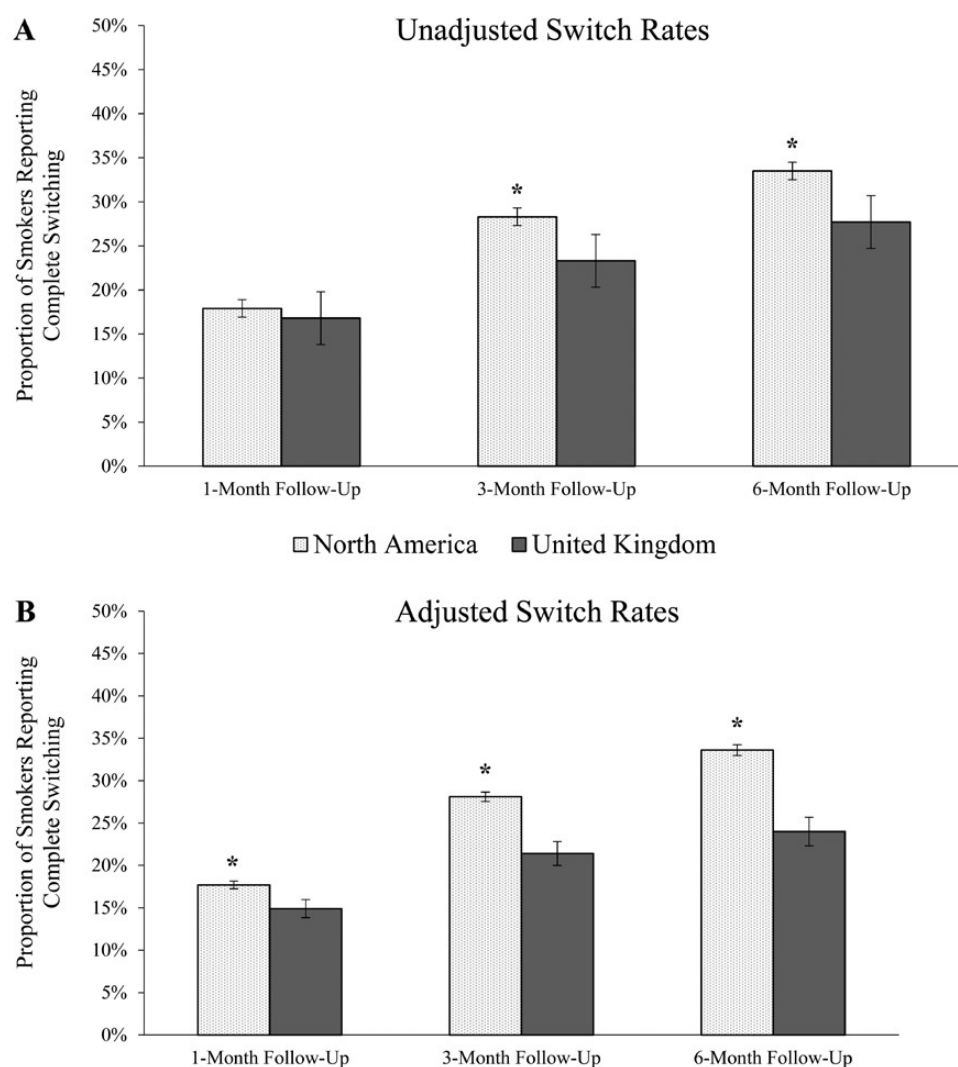 A
Unadjusted Switch Rates
Proportion of Smokers Reporting
Complete Switching
50%
45%
40%
35%
30%
25%
20%
15%
10%
5%
0%
*
*
1-Month Follow-Up
3-Month Follow-Up
6-Month Follow-Up
North America
United Kingdom
B
Adjusted Switch Rates
Proportion of Smokers Reporting
Complete Switching
50%
45%
40%
35%
30%
25%
20%
15%
10%
5%
0%
*
*
*
1-Month Follow-Up
3-Month Follow-Up
6-Month Follow-Up